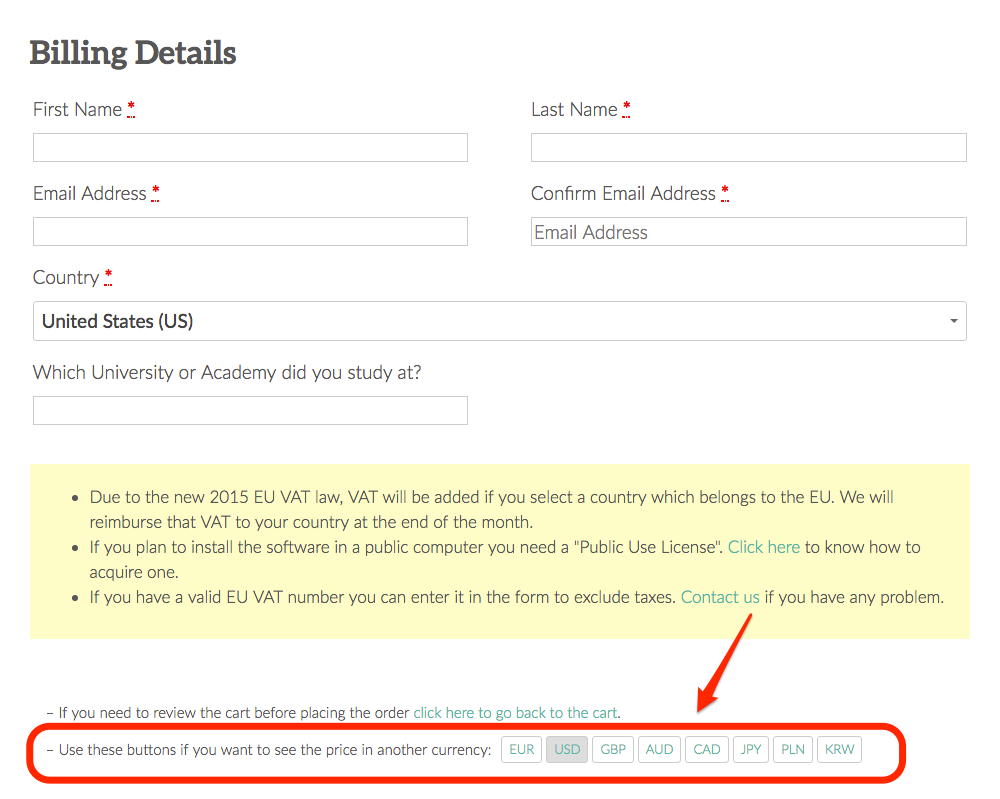 Billing Details
First Name *
Last Name *
Email Address *
Confirm Email Address *
Email Address
Country *
United States (US)
Which University or Academy did you study at?
• Due to the new 2015 EU VAT law, VAT will be added if you select a country which belongs to the EU. We will
reimburse that VAT to your country at the end of the month.
• If you plan to install the software in a public computer you need a "Public Use License". Click here to know how to
acquire one.
• If you have a valid EU VAT number you can enter it in the form to exclude taxes. Contact us if you have any problem.
– If you need to review the cart before placing the order click here to go back to the cart.
– Use these buttons if you want to see the price in another currency: EUR USD GBP AUD CAD JPY PLN KRW